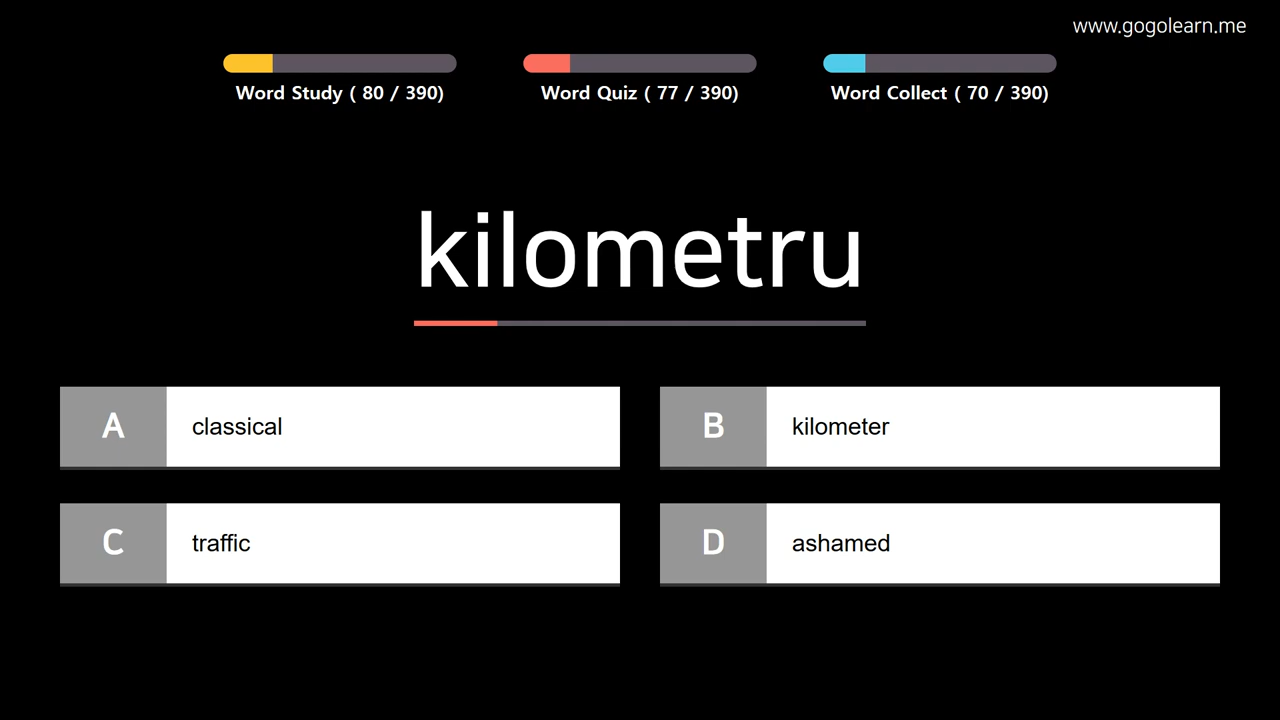 www.gogolearn.me
Word Study ( 80 / 390)
Word Quiz ( 77 / 390)
Word Collect ( 70 / 390)
kilometru
A classical
B kilometer
C traffic
D ashamed